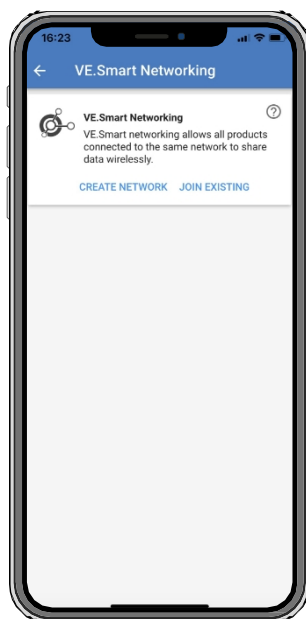 16:23
VE.Smart Networking
VE.Smart Networking
VE.Smart networking allows all products
connected to the same network to share
data wirelessly.
CREATE NETWORK JOIN EXISTING